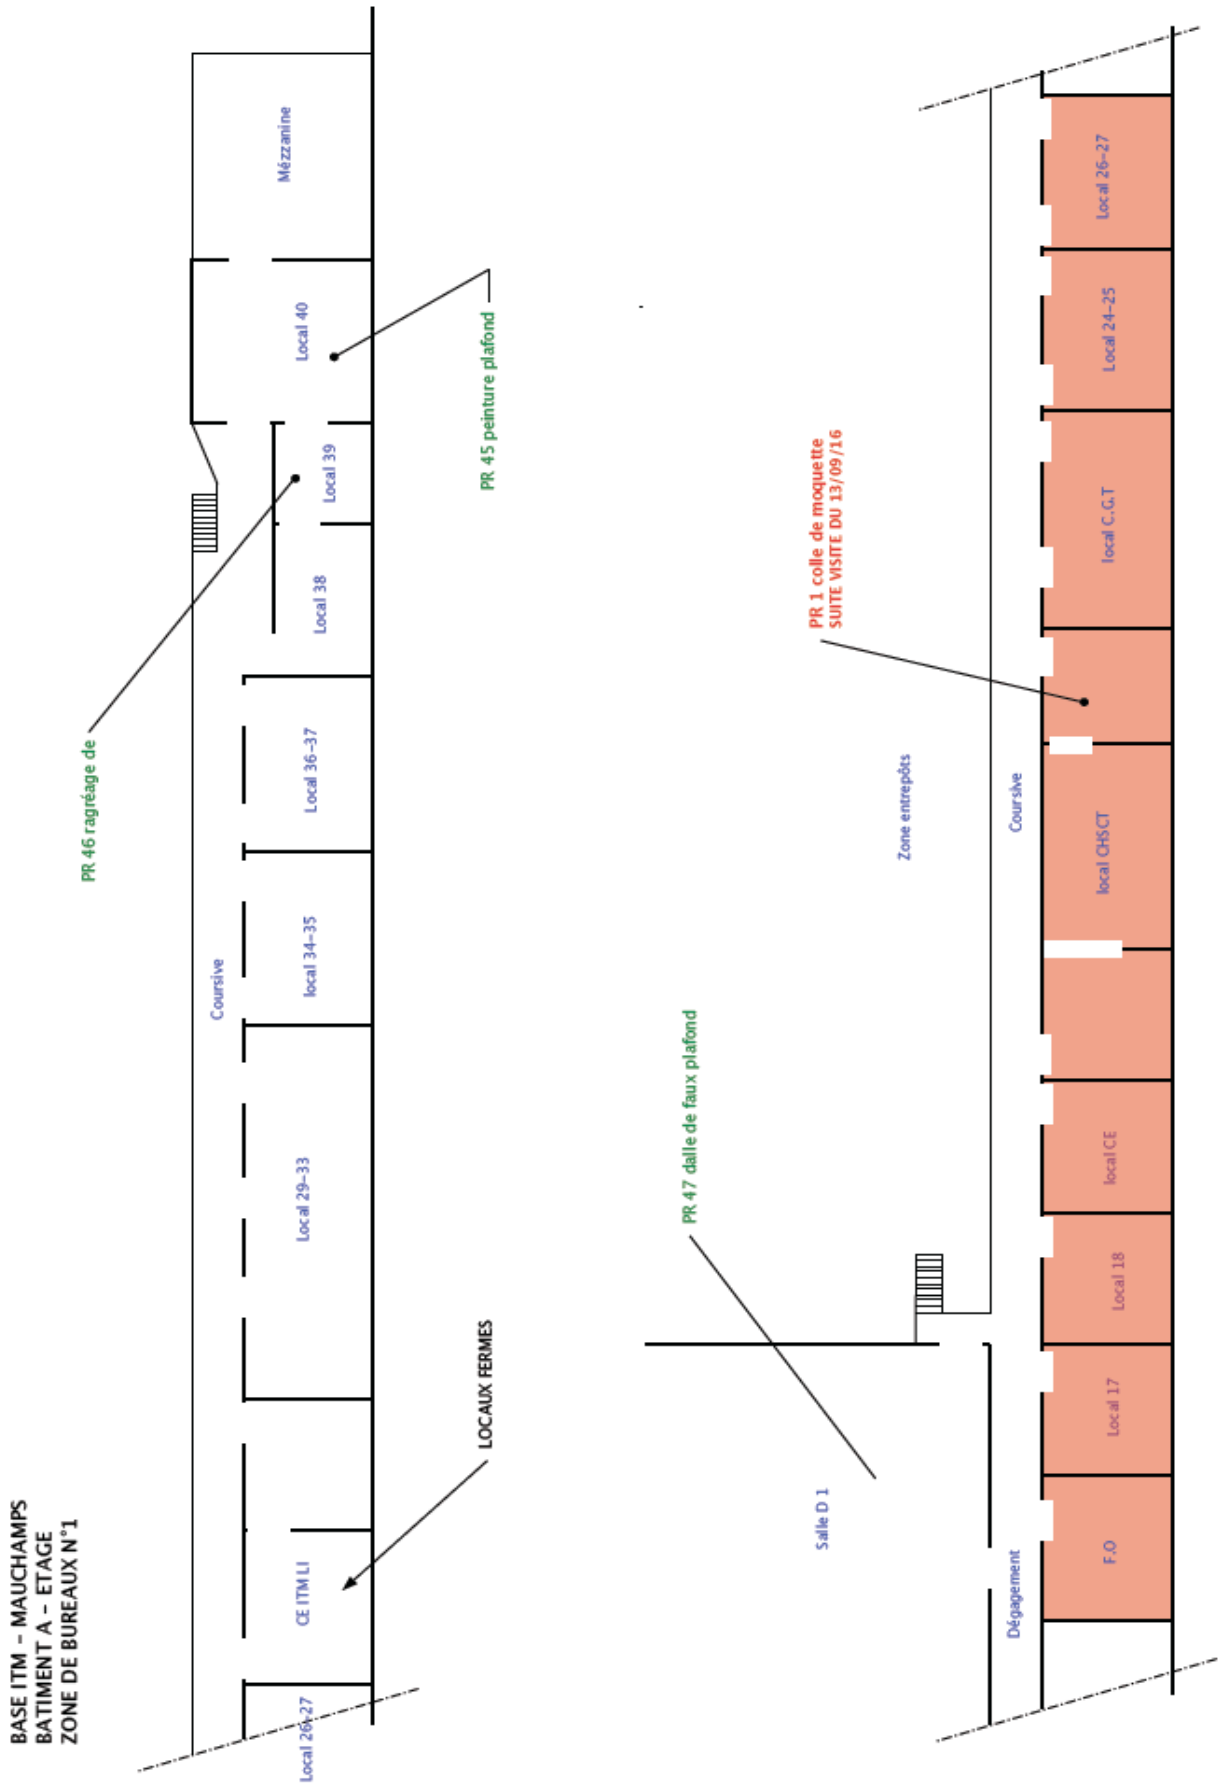 BASE ITM - MAUCHAMPS
BATIMENT A - ETAGE
ZONE DE BUREAUX N°1
PR 46 ragréage de
Coursive
Local 26-27
CE ITM LI
Local 29-33
local 34-35
Local 36-37
Local 38
Local 39
Local 40
Mézzanine
LOCAUX FERMES
PR 45 peinture plafond
PR 47 dalle de faux plafond
PR 1 colle de moquette
SUITE VISITE DU 13/09/16
Salle D 1
Zone entrepôts
Dégagement
Coursive
F.O
Local 17
Local 18
local CE
local CHSCT
local C.G.T
Local 24-25
Local 26-27